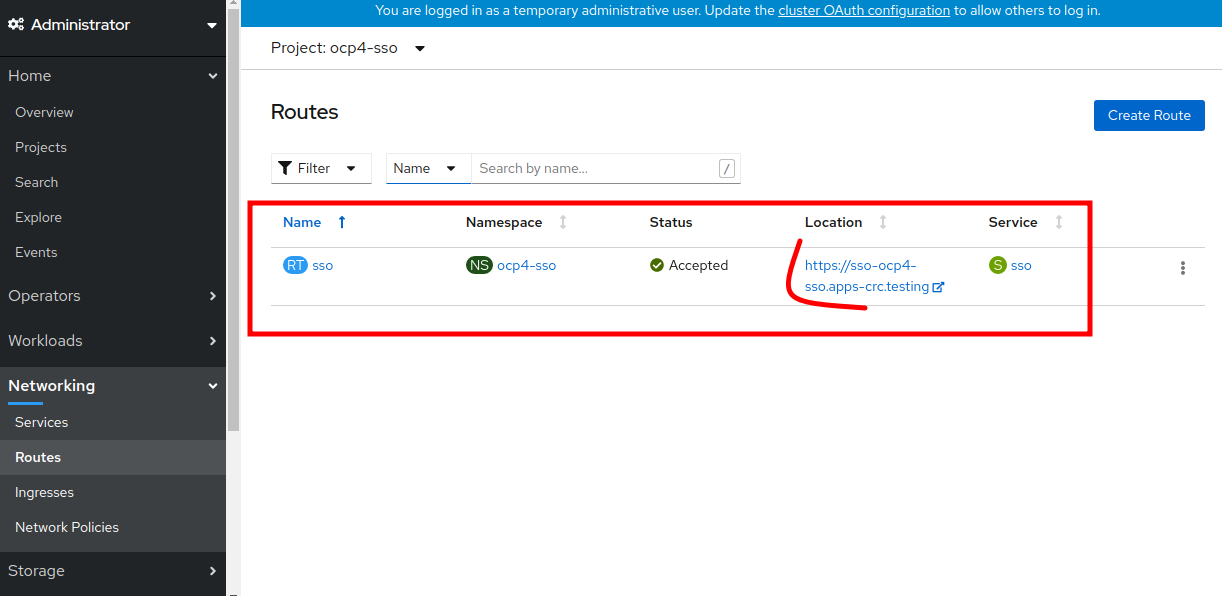 Administrator
You are logged in as a temporary administrative user. Update the cluster OAuth configuration to allow others to log in.
Project: ocp4-sso
Home
Overview
Projects
Search
Explore
Events
Operators
Workloads
Networking
Services
Routes
Ingresses
Network Policies
Storage
Routes
Create Route
Filter Name Search by name... /
Name Namespace Status Location Service
RT sso NS ocp4-sso Accepted https://sso-ocp4- S sso
sso.apps-crc.testing